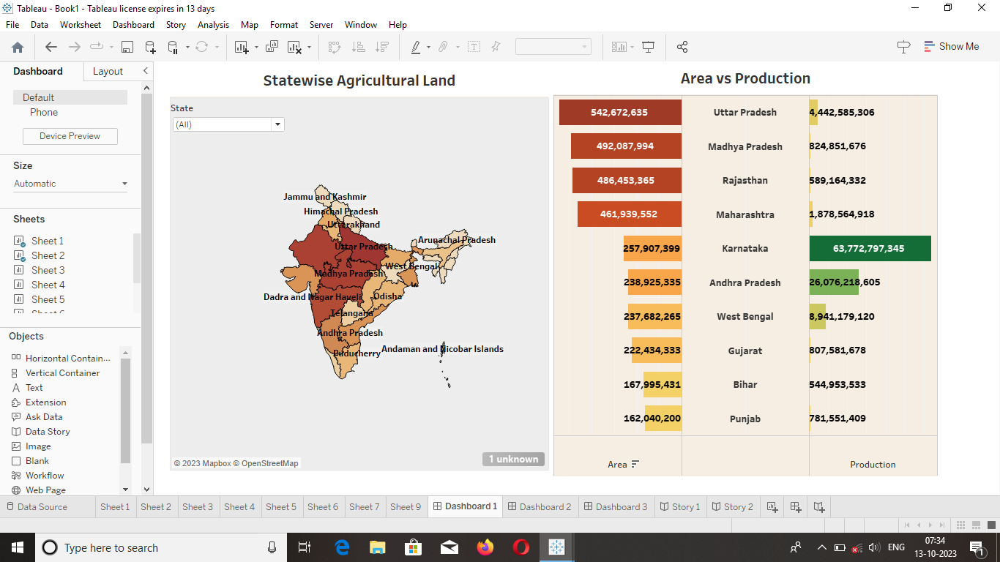 Tableau - Book1 - Tableau license expires in 13 days
File Data Worksheet Dashboard Story Analysis Map Format Server Window Help
Show Me
Dashboard Layout
Default
Phone
Device Preview
Size
Automatic
Sheets
Sheet 1
Sheet 2
Sheet 3
Sheet 4
Sheet 5
Objects
Horizontal Contain...
Vertical Container
Text
Extension
Ask Data
Data Story
Image
Blank
Workflow
Web Page
Statewise Agricultural Land
State
(All)
Jammu and Kashmir
Himachal Pradesh
Uttarakhand
Arunachal Pradesh
Uttar Pradesh
West Bengal
Madhya Pradesh
Dadra and Nagar Haveli
Odisha
Telangana
Andhra Pradesh
Andaman and Nicobar Islands
Puducherry
© 2023 Mapbox © OpenStreetMap
1 unknown
Area vs Production
542,672,635 Uttar Pradesh 4,442,585,306
492,087,994 Madhya Pradesh 824,851,676
486,453,365 Rajasthan 589,164,332
461,939,552 Maharashtra 1,878,564,918
257,907,399 Karnataka 63,772,797,345
238,925,335 Andhra Pradesh 26,076,218,605
237,682,265 West Bengal 8,941,179,120
222,434,333 Gujarat 807,581,678
167,995,431 Bihar 544,953,533
162,040,200 Punjab 781,551,409
Area Production
Data Source Sheet 1 Sheet 2 Sheet 3 Sheet 4 Sheet 5 Sheet 6 Sheet 7 Sheet 9 Dashboard 1 Dashboard 2 Dashboard 3 Story 1 Story 2
Type here to search
ENG
07:34
13-10-2023
1